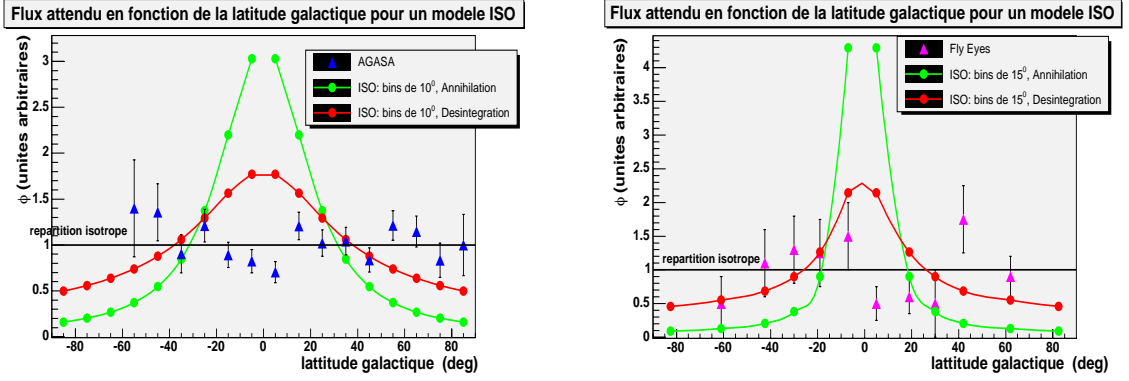 Flux attendu en fonction de la latitude galactique pour un modele ISO
φ (unites arbitraires)
3
2.5
2
1.5
1
0.5
0
AGASA
ISO: bins de 10⁰, Annihilation
ISO: bins de 10⁰, Desintegration
repartition isotrope
-80 -60 -40 -20 0 20 40 60 80
lattitude galactique (deg)
Flux attendu en fonction de la latitude galactique pour un modele ISO
φ (unites arbitraires)
4
3.5
3
2.5
2
1.5
1
0.5
0
Fly Eyes
ISO: bins de 15⁰, Annihilation
ISO: bins de 15⁰, Desintegration
repartition isotrope
-80 -60 -40 -20 0 20 40 60 80
lattitude galactique (deg)